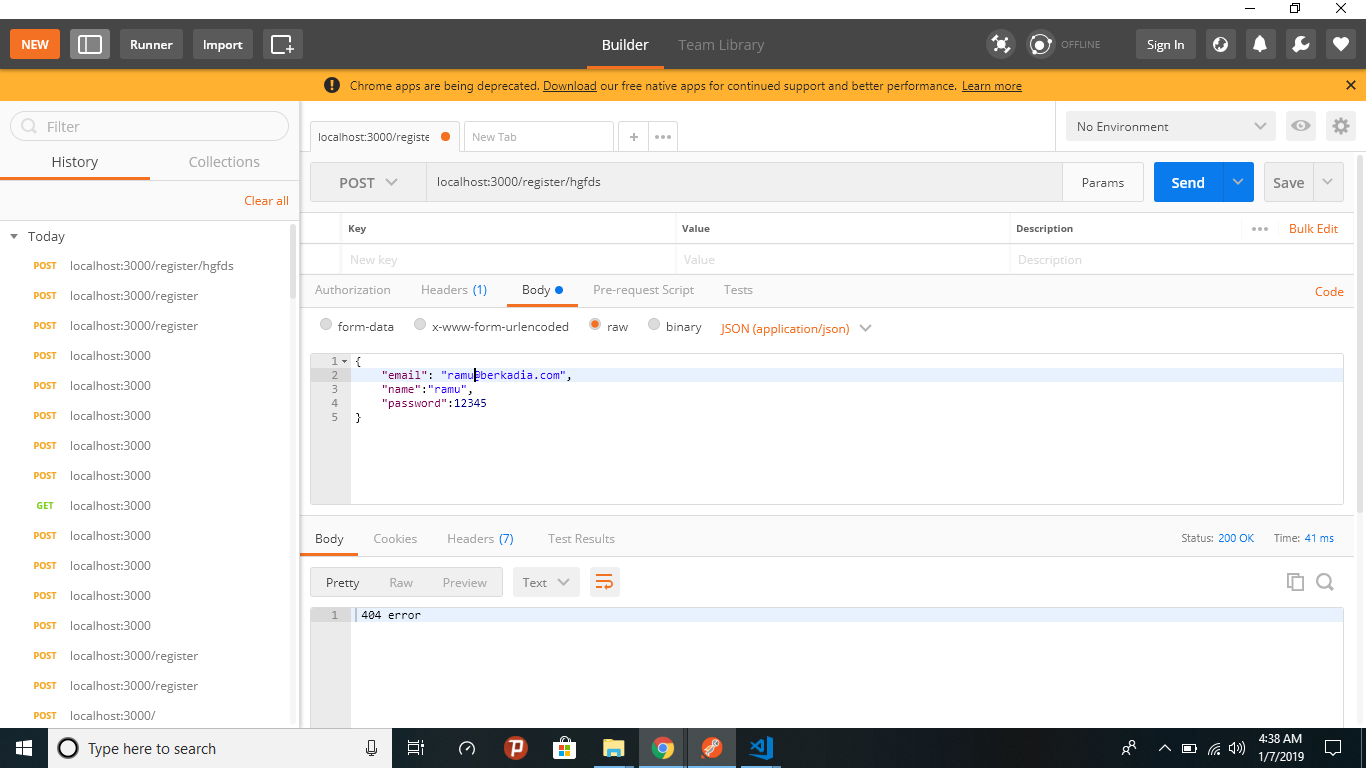 NEW Runner Import Builder Team Library OFFLINE Sign In
Chrome apps are being deprecated. Download our free native apps for continued support and better performance. Learn more
Filter
History Collections
Clear all
Today
POST localhost:3000/register/hgfds
POST localhost:3000/register
POST localhost:3000/register
POST localhost:3000
POST localhost:3000
POST localhost:3000
POST localhost:3000
POST localhost:3000
GET localhost:3000
POST localhost:3000
POST localhost:3000
POST localhost:3000
POST localhost:3000
POST localhost:3000/register
POST localhost:3000/register
POST localhost:3000/
localhost:3000/registe New Tab + ••• No Environment
POST localhost:3000/register/hgfds Params Send Save
Key Value Description ••• Bulk Edit
New key Value Description
Authorization Headers (1) Body Pre-request Script Tests Code
form-data x-www-form-urlencoded raw binary JSON (application/json)
1 {
2 "email": "ramu@berkadia.com",
3 "name":"ramu",
4 "password":12345
5 }
Body Cookies Headers (7) Test Results Status: 200 OK Time: 41 ms
Pretty Raw Preview Text
1 404 error
Type here to search
4:38 AM
1/7/2019